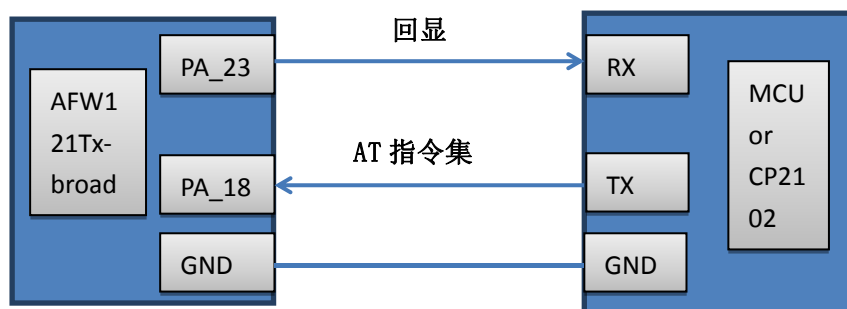 回显
PA_23
RX
AFW1
21Tx-
broad
MCU
or
CP21
02
AT 指令集
PA_18
TX
GND
GND